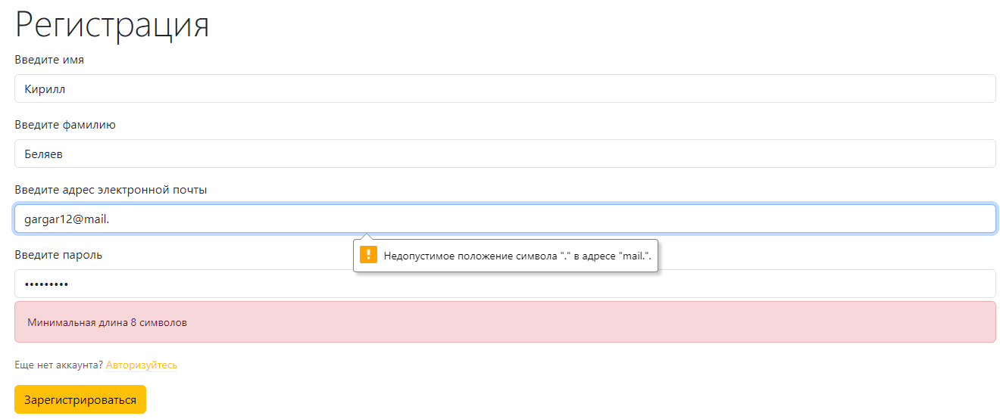 Регистрация
Введите имя
Кирилл
Введите фамилию
Беляев
Введите адрес электронной почты
gargar12@mail.
Недопустимое положение символа "." в адресе "mail.".
Введите пароль
•••••••••
Минимальная длина 8 символов
Еще нет аккаунта? Авторизуйтесь
Зарегистрироваться